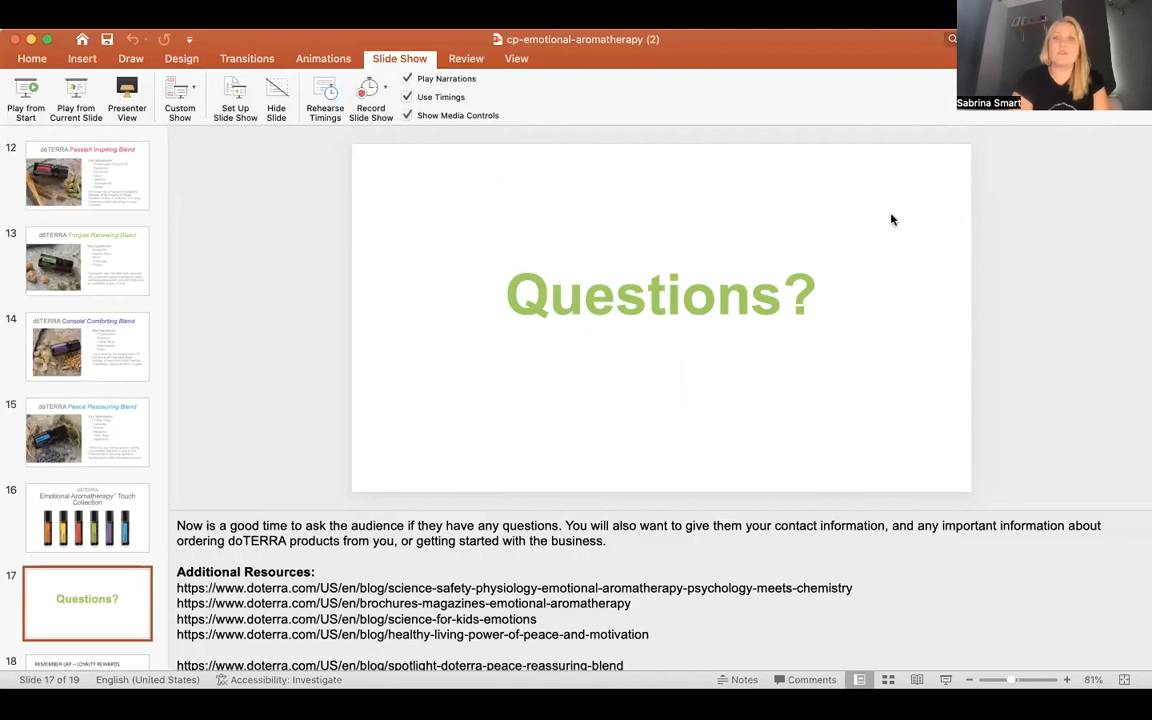 cp-emotional-aromatherapy (2)
Home Insert Draw Design Transitions Animations Slide Show Review View
Play from Start
Play from Current Slide
Presenter View
Custom Show
Set Up Slide Show
Hide Slide
Rehearse Timings
Record Slide Show
Play Narrations
Use Timings
Show Media Controls
Sabrina Smart
12
dōTERRA Passion Inspiring Blend
13
dōTERRA Forgive Renewing Blend
14
dōTERRA Console Comforting Blend
15
dōTERRA Peace Reassuring Blend
16
dōTERRA
Emotional Aromatherapy™ Touch
Collection
17
Questions?
18
REMEMBER LRP – LOYALTY REWARDS
Questions?
Now is a good time to ask the audience if they have any questions. You will also want to give them your contact information, and any important information about
ordering doTERRA products from you, or getting started with the business.
Additional Resources:
https://www.doterra.com/US/en/blog/science-safety-physiology-emotional-aromatherapy-psychology-meets-chemistry
https://www.doterra.com/US/en/brochures-magazines-emotional-aromatherapy
https://www.doterra.com/US/en/blog/science-for-kids-emotions
https://www.doterra.com/US/en/blog/healthy-living-power-of-peace-and-motivation
https://www.doterra.com/US/en/blog/spotlight-doterra-peace-reassuring-blend
Slide 17 of 19 English (United States) Accessibility: Investigate Notes Comments 81%